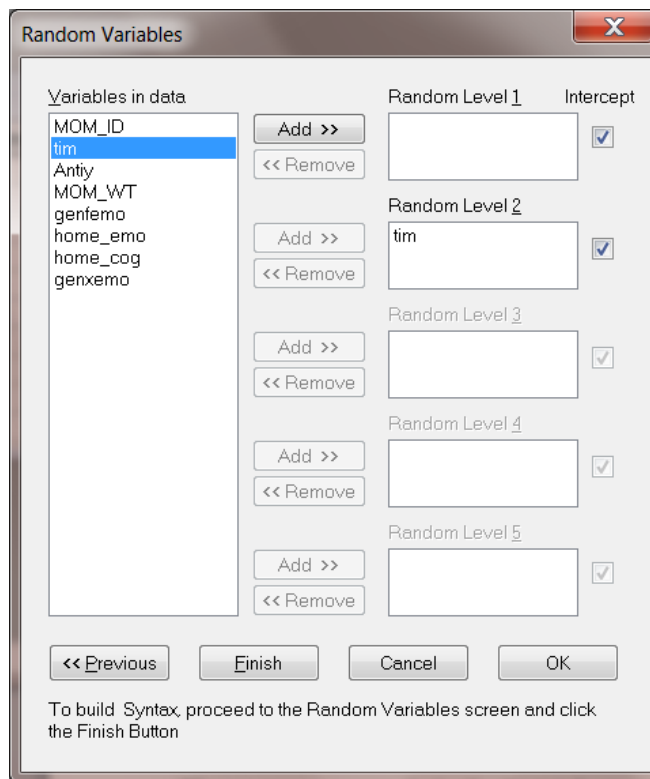 Random Variables
Variables in data
MOM_ID
tim
Antiy
MOM_WT
genfemo
home_emo
home_cog
genxemo
Random Level 1 Intercept
Add >>
<< Remove
Random Level 2
Add >>
<< Remove
tim
Random Level 3
Add >>
<< Remove
Random Level 4
Add >>
<< Remove
Random Level 5
Add >>
<< Remove
<< Previous Finish Cancel OK
To build Syntax, proceed to the Random Variables screen and click
the Finish Button